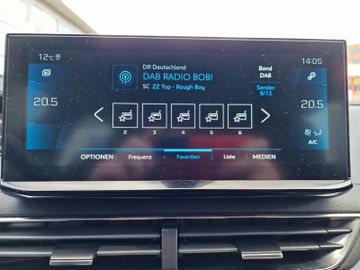 12°C
DR Deutschland
DAB RADIO BOB!
SC ZZ Top - Rough Boy
Band
DAB
Sender
0/13
14:05
20.5
20.5
2 3 4 5 6
A/C
OPTIONEN Frequenz Favoriten Liste MEDIEN